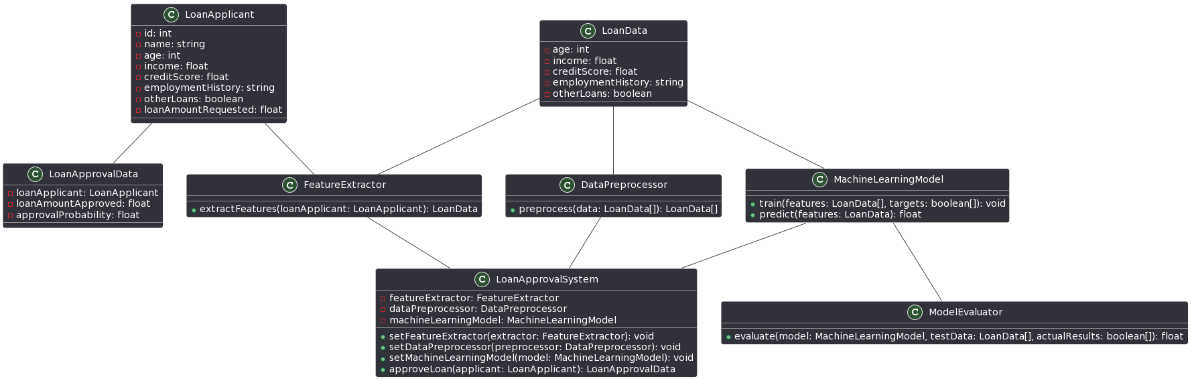 C LoanApplicant
id: int
name: string
age: int
income: float
creditScore: float
employmentHistory: string
otherLoans: boolean
loanAmountRequested: float
C LoanData
age: int
income: float
creditScore: float
employmentHistory: string
otherLoans: boolean
C LoanApprovalData
loanApplicant: LoanApplicant
loanAmountApproved: float
approvalProbability: float
C FeatureExtractor
extractFeatures(loanApplicant: LoanApplicant): LoanData
C DataPreprocessor
preprocess(data: LoanData[]): LoanData[]
C MachineLearningModel
train(features: LoanData[], targets: boolean[]): void
predict(features: LoanData): float
C LoanApprovalSystem
featureExtractor: FeatureExtractor
dataPreprocessor: DataPreprocessor
machineLearningModel: MachineLearningModel
setFeatureExtractor(extractor: FeatureExtractor): void
setDataPreprocessor(preprocessor: DataPreprocessor): void
setMachineLearningModel(model: MachineLearningModel): void
approveLoan(applicant: LoanApplicant): LoanApprovalData
C ModelEvaluator
evaluate(model: MachineLearningModel, testData: LoanData[], actualResults: boolean[]): float